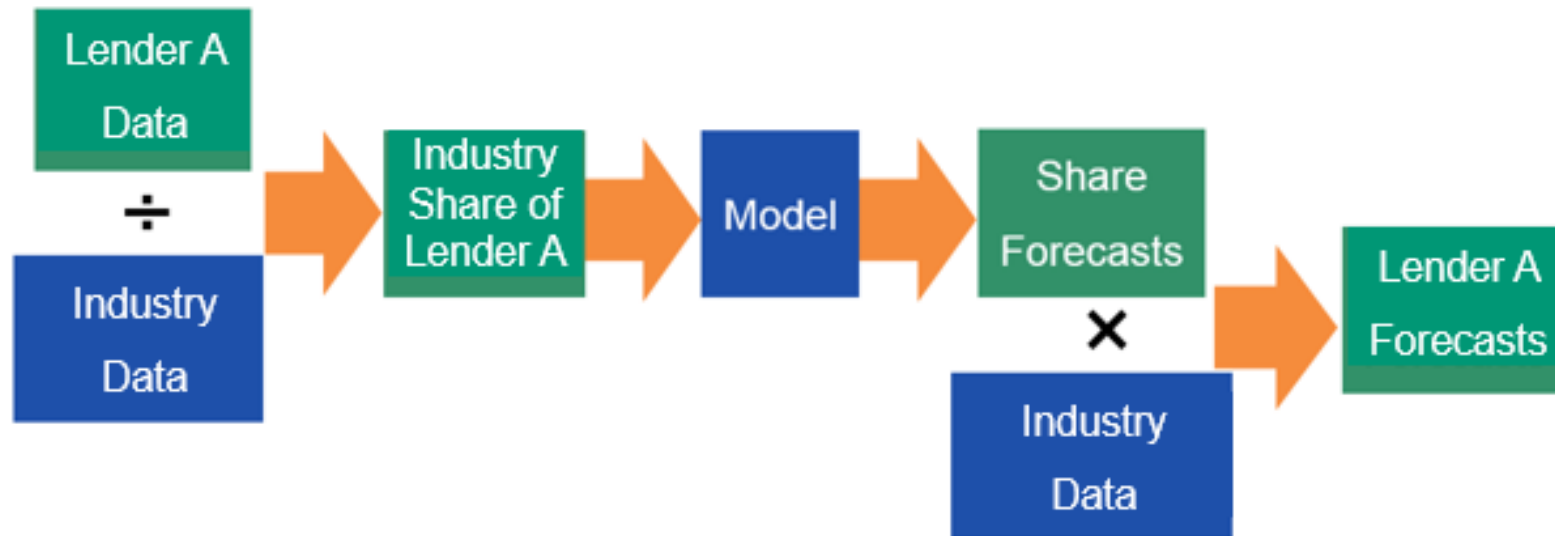 Lender A
Data
÷
Industry
Data
Industry
Share of
Lender A
Model
Share
Forecasts
×
Industry
Data
Lender A
Forecasts